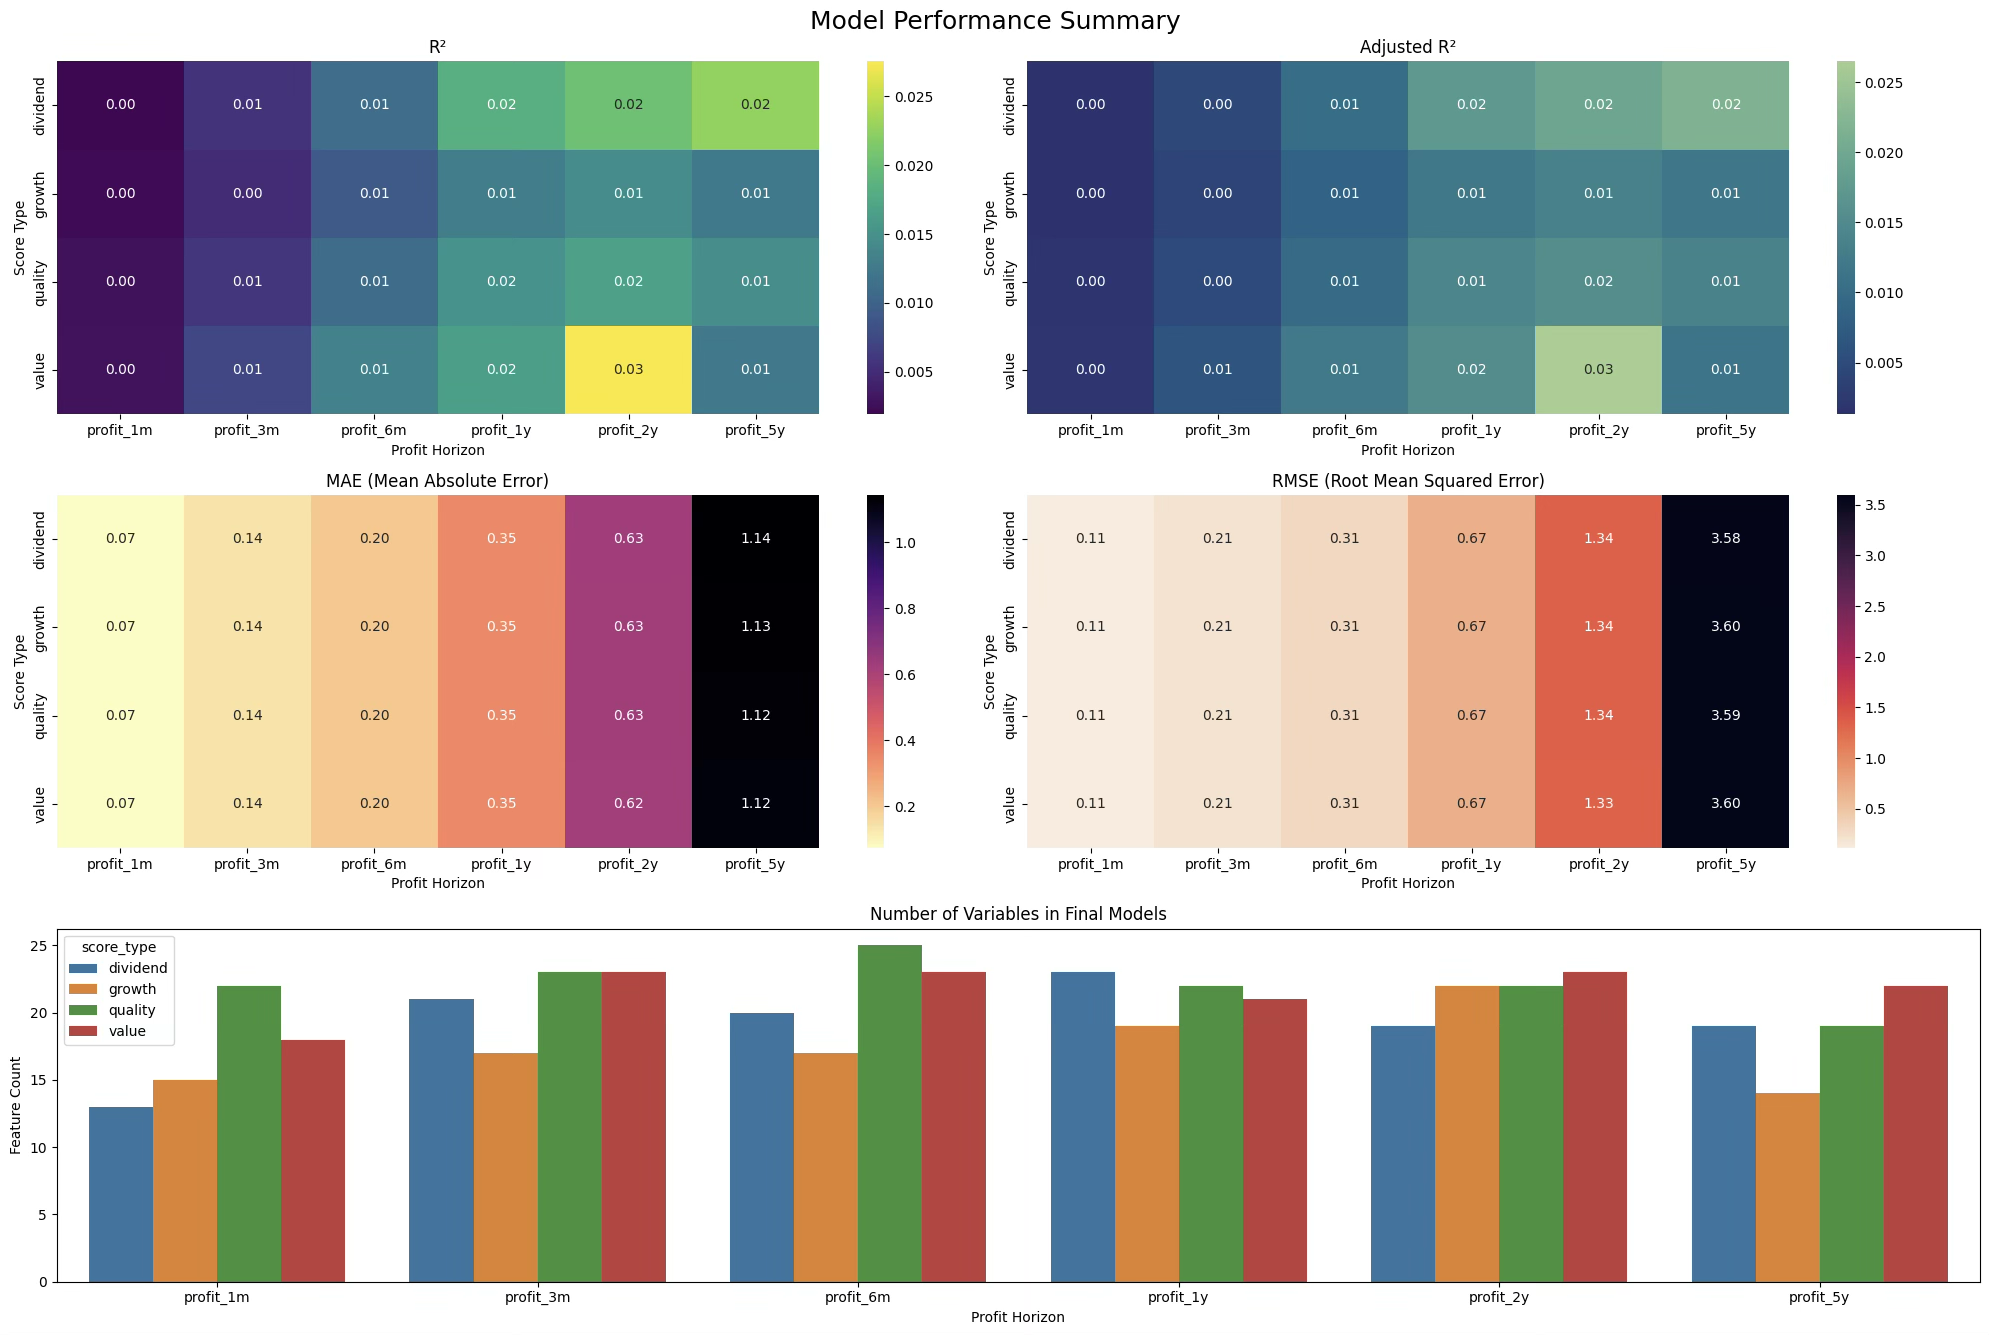 Model Performance Summary
R²
0.00 0.01 0.01 0.02 0.02 0.02
0.00 0.00 0.01 0.01 0.01 0.01
0.00 0.01 0.01 0.02 0.02 0.01
0.00 0.01 0.01 0.02 0.03 0.01
dividend
growth
quality
value
Score Type
profit_1m profit_3m profit_6m profit_1y profit_2y profit_5y
Profit Horizon
0.025
0.020
0.015
0.010
0.005
Adjusted R²
0.00 0.00 0.01 0.02 0.02 0.02
0.00 0.00 0.01 0.01 0.01 0.01
0.00 0.00 0.01 0.01 0.02 0.01
0.00 0.01 0.01 0.02 0.03 0.01
dividend
growth
quality
value
Score Type
profit_1m profit_3m profit_6m profit_1y profit_2y profit_5y
Profit Horizon
0.025
0.020
0.015
0.010
0.005
MAE (Mean Absolute Error)
0.07 0.14 0.20 0.35 0.63 1.14
0.07 0.14 0.20 0.35 0.63 1.13
0.07 0.14 0.20 0.35 0.63 1.12
0.07 0.14 0.20 0.35 0.62 1.12
dividend
growth
quality
value
Score Type
profit_1m profit_3m profit_6m profit_1y profit_2y profit_5y
Profit Horizon
1.0
0.8
0.6
0.4
0.2
RMSE (Root Mean Squared Error)
0.11 0.21 0.31 0.67 1.34 3.58
0.11 0.21 0.31 0.67 1.34 3.60
0.11 0.21 0.31 0.67 1.34 3.59
0.11 0.21 0.31 0.67 1.33 3.60
dividend
growth
quality
value
Score Type
profit_1m profit_3m profit_6m profit_1y profit_2y profit_5y
Profit Horizon
3.5
3.0
2.5
2.0
1.5
1.0
0.5
Number of Variables in Final Models
score_type
dividend
growth
quality
value
25
20
15
10
5
0
Feature Count
profit_1m profit_3m profit_6m profit_1y profit_2y profit_5y
Profit Horizon